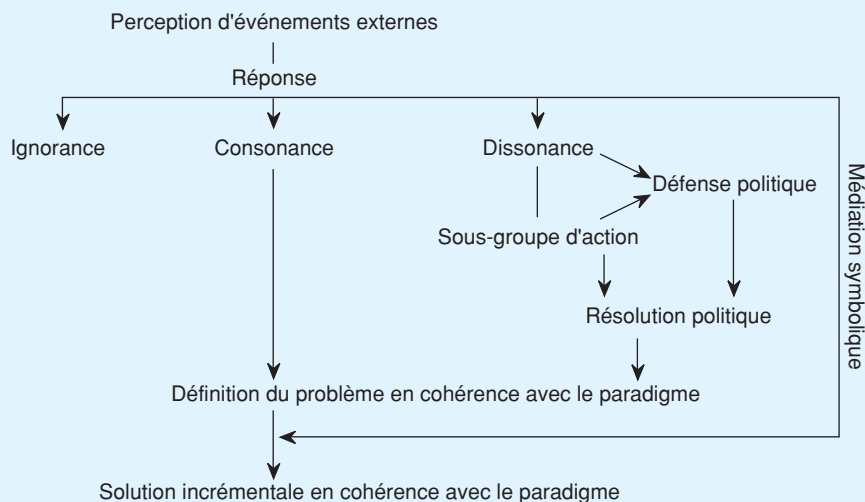 Perception d'événements externes
Réponse
Ignorance
Consonance
Dissonance
Défense politique
Médiation symbolique
Sous-groupe d'action
Résolution politique
Définition du problème en cohérence avec le paradigme
Solution incrémentale en cohérence avec le paradigme